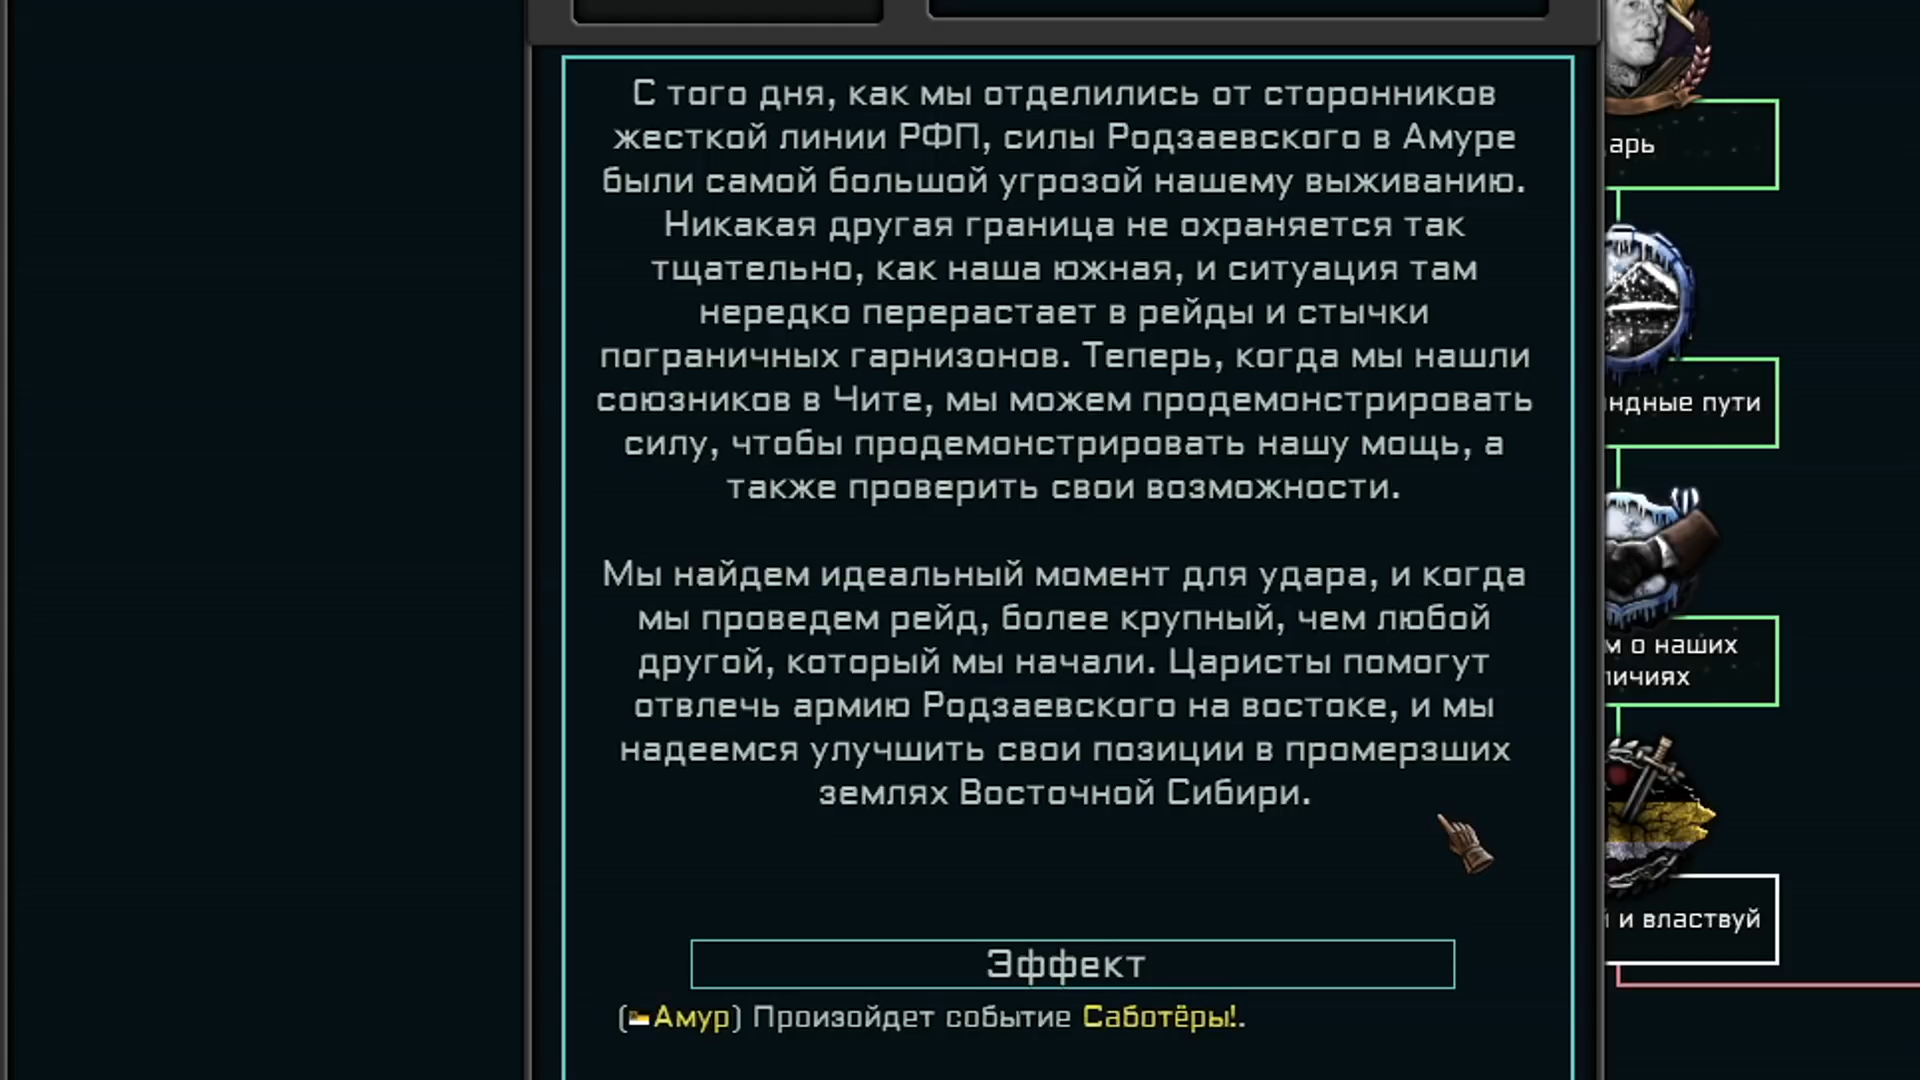 С того дня, как мы отделились от сторонников
жесткой линии РФП, силы Родзаевского в Амуре
были самой большой угрозой нашему выживанию.
Никакая другая граница не охраняется так
тщательно, как наша южная, и ситуация там
нередко перерастает в рейды и стычки
пограничных гарнизонов. Теперь, когда мы нашли
союзников в Чите, мы можем продемонстрировать
силу, чтобы продемонстрировать нашу мощь, а
также проверить свои возможности.
Мы найдем идеальный момент для удара, и когда
мы проведем рейд, более крупный, чем любой
другой, который мы начали. Царисты помогут
отвлечь армию Родзаевского на востоке, и мы
надеемся улучшить свои позиции в промерзших
землях Восточной Сибири.
Эффект
(Амур) Произойдет событие Саботёры!.
арь
ндные пути
м о наших
личиях
й и властвуй